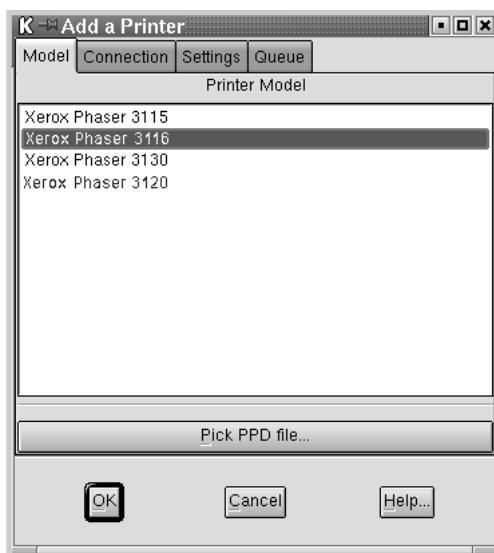 K Add a Printer
Model Connection Settings Queue
Printer Model
Xerox Phaser 3115
Xerox Phaser 3116
Xerox Phaser 3130
Xerox Phaser 3120
Pick PPD file...
OK Cancel Help...